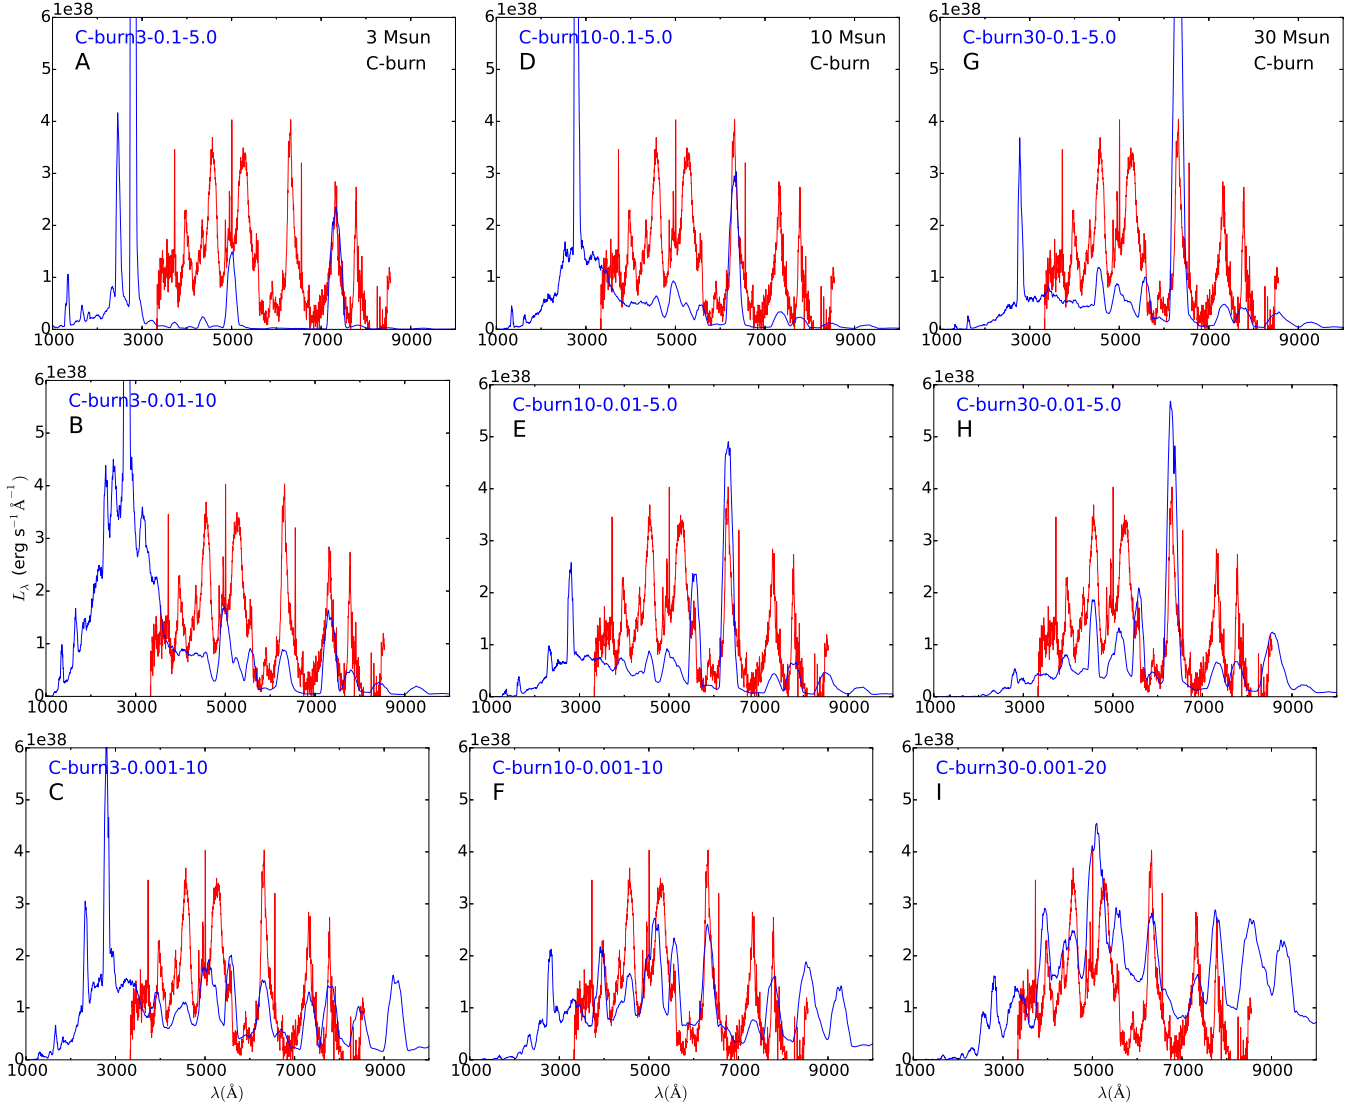 1e38
C-burn3-0.1-5.0
3 Msun
A
C-burn
6
5
4
3
2
1
0
1000 3000 5000 7000 9000
1e38
C-burn10-0.1-5.0
10 Msun
D
C-burn
6
5
4
3
2
1
0
1000 3000 5000 7000 9000
1e38
C-burn30-0.1-5.0
30 Msun
G
C-burn
6
5
4
3
2
1
0
1000 3000 5000 7000 9000
1e38
C-burn3-0.01-10
B
6
5
4
3
2
1
0
1000 3000 5000 7000 9000
L_λ (erg s⁻¹ Å⁻¹)
1e38
C-burn10-0.01-5.0
E
6
5
4
3
2
1
0
1000 3000 5000 7000 9000
1e38
C-burn30-0.01-5.0
H
6
5
4
3
2
1
0
1000 3000 5000 7000 9000
1e38
C-burn3-0.001-10
C
6
5
4
3
2
1
0
1000 3000 5000 7000 9000
λ(Å)
1e38
C-burn10-0.001-10
F
6
5
4
3
2
1
0
1000 3000 5000 7000 9000
λ(Å)
1e38
C-burn30-0.001-20
I
6
5
4
3
2
1
0
1000 3000 5000 7000 9000
λ(Å)